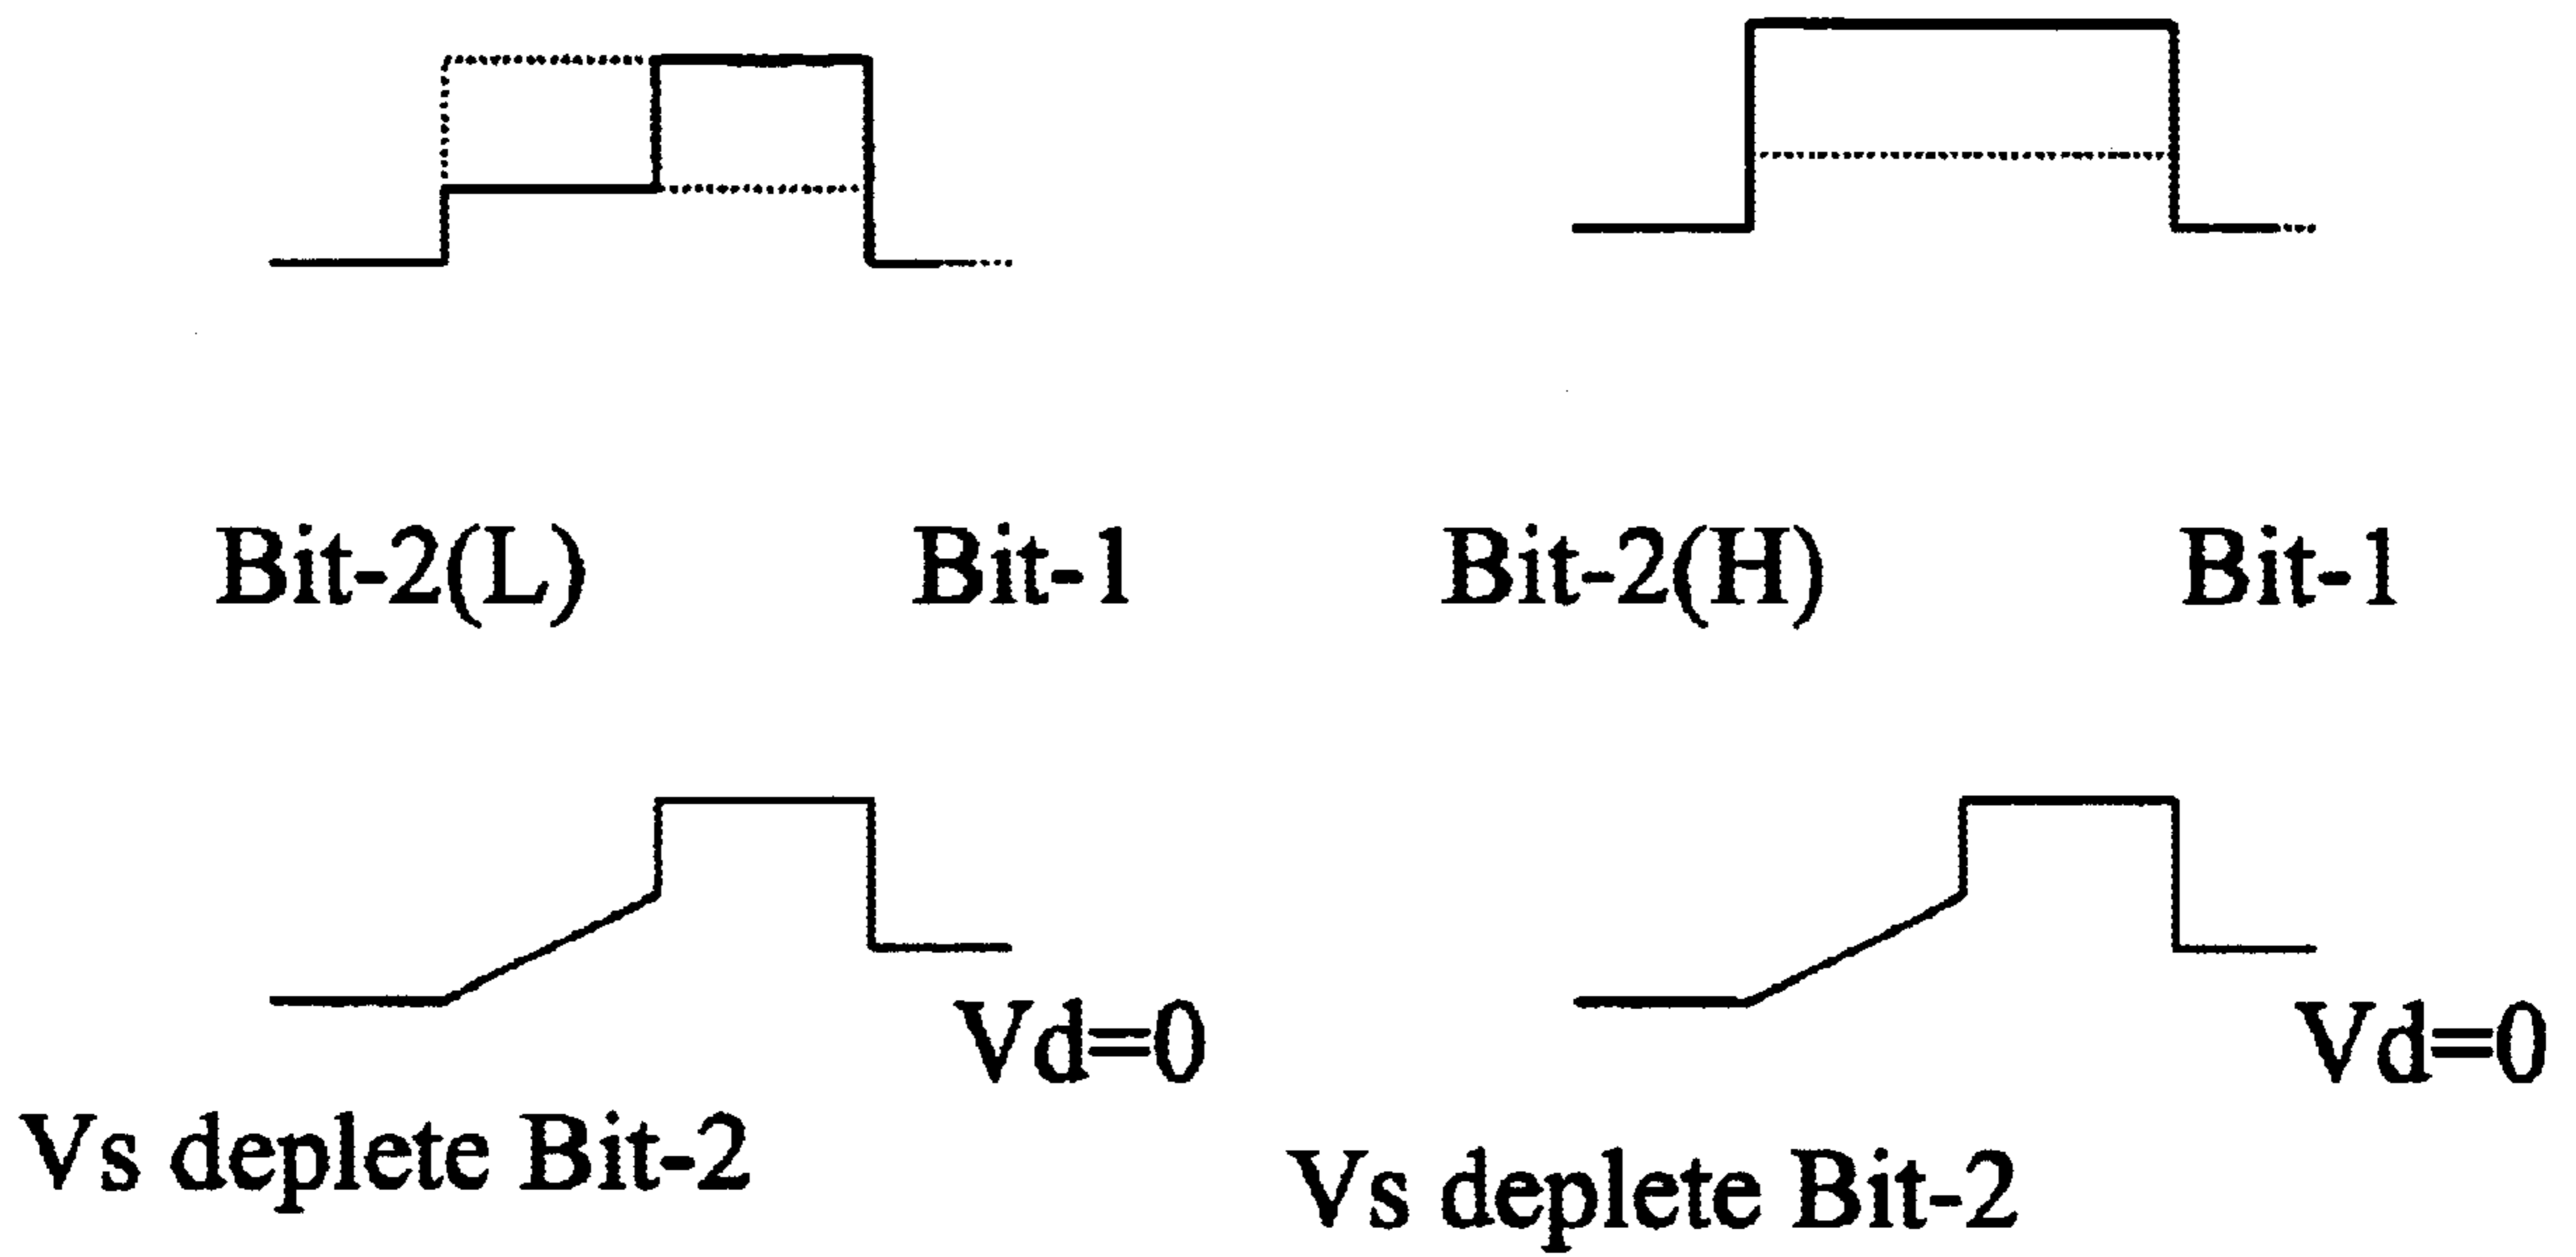 Bit-2(L)
Bit-1
Bit-2(H)
Bit-1
Vd=0
Vd=0
Vs deplete Bit-2
Vs deplete Bit-2